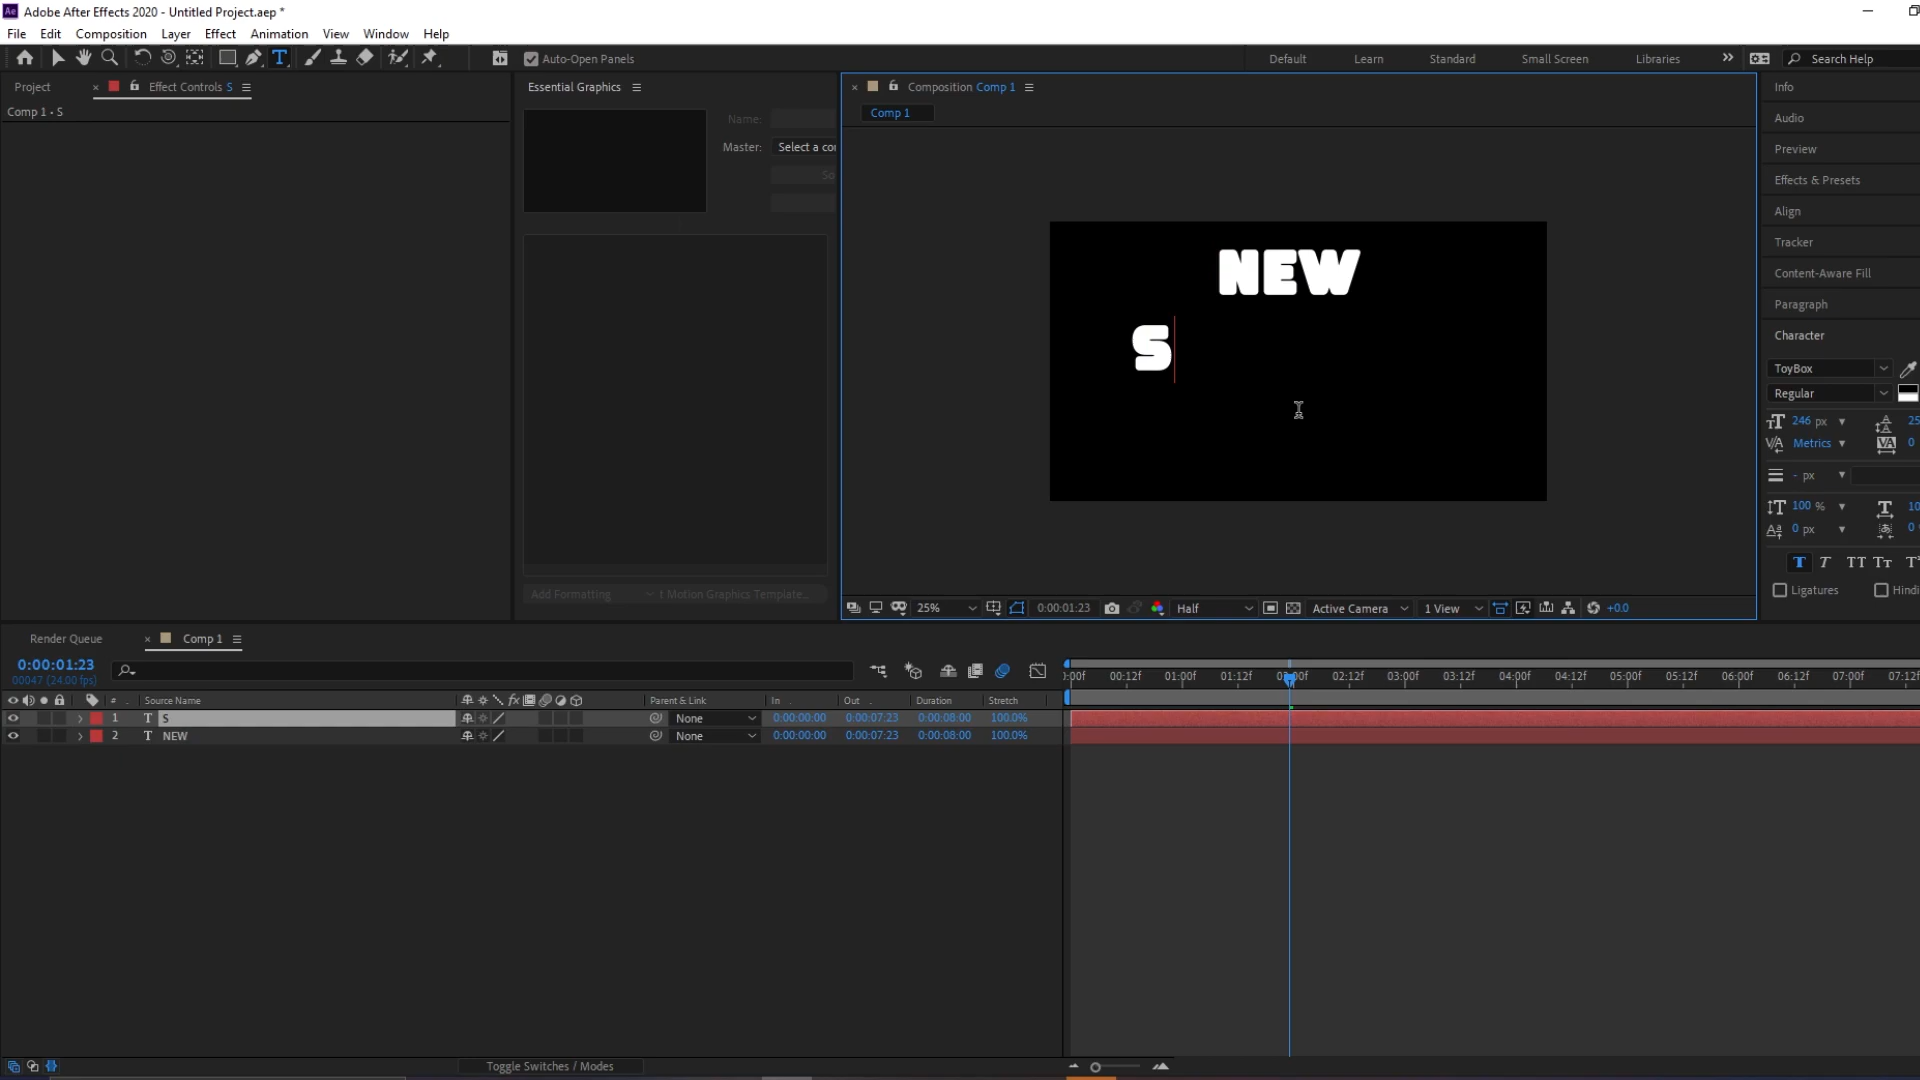 Ae Adobe After Effects 2020 - Untitled Project.aep *
File Edit Composition Layer Effect Animation View Window Help
Auto-Open Panels Default Learn Standard Small Screen Libraries Search Help
Project Effect Controls S Essential Graphics Composition Comp 1 Info
Comp 1 • S Name: Comp 1 Audio
Master: Select a co Preview
Effects & Presets
Align
Tracker
Content-Aware Fill
Paragraph
Character
NEW
S
ToyBox
Regular
246 px 25
Metrics 0
- px
100 % 10
0 px 0
Ligatures Hindi
Add Formatting t Motion Graphics Template...
25% 0:00:01:23 Half Active Camera 1 View +0.0
Render Queue Comp 1
0:00:01:23
00047 (24.00 fps)
:00f 00:12f 01:00f 01:12f 02:00f 02:12f 03:00f 03:12f 04:00f 04:12f 05:00f 05:12f 06:00f 06:12f 07:00f 07:12f
# Source Name fx Parent & Link In Out Duration Stretch
1 T S None 0:00:00:00 0:00:07:23 0:00:08:00 100.0%
2 T NEW None 0:00:00:00 0:00:07:23 0:00:08:00 100.0%
Toggle Switches / Modes